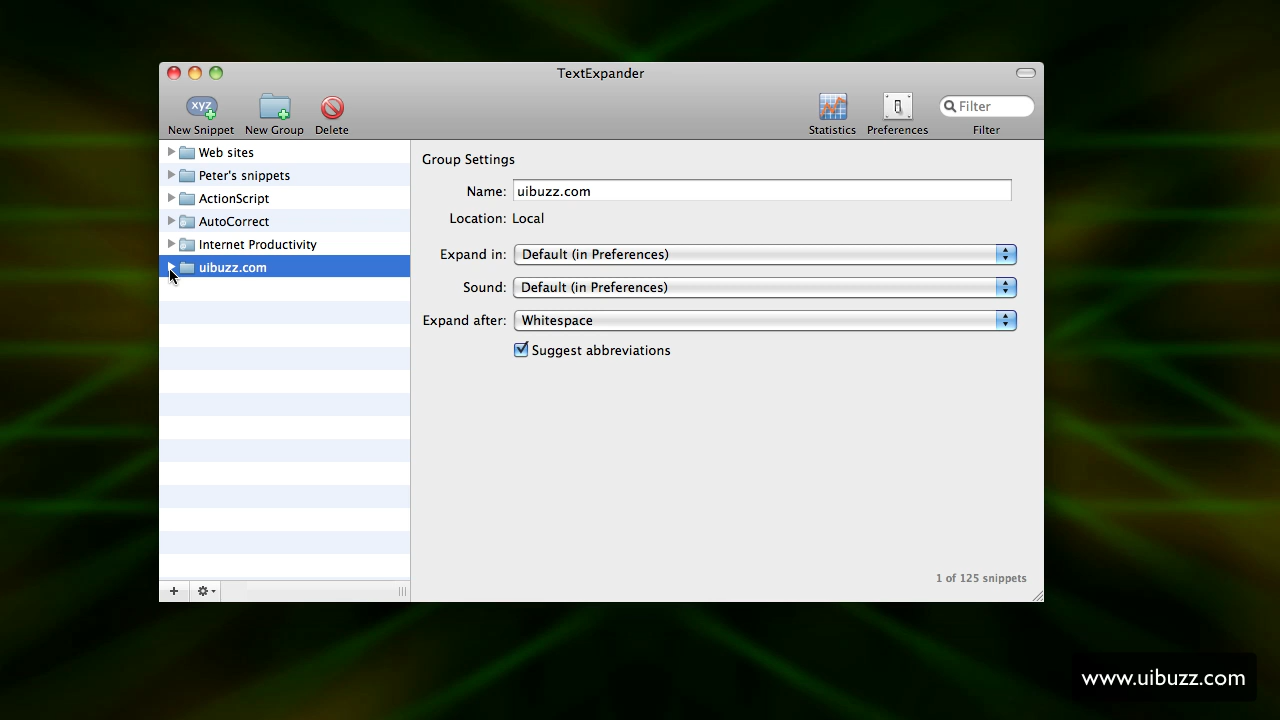 TextExpander
xyz
New Snippet New Group Delete Statistics Preferences Filter
Filter
Web sites
Peter's snippets
ActionScript
AutoCorrect
Internet Productivity
uibuzz.com
Group Settings
Name: uibuzz.com
Location: Local
Expand in: Default (in Preferences)
Sound: Default (in Preferences)
Expand after: Whitespace
Suggest abbreviations
1 of 125 snippets
www.uibuzz.com